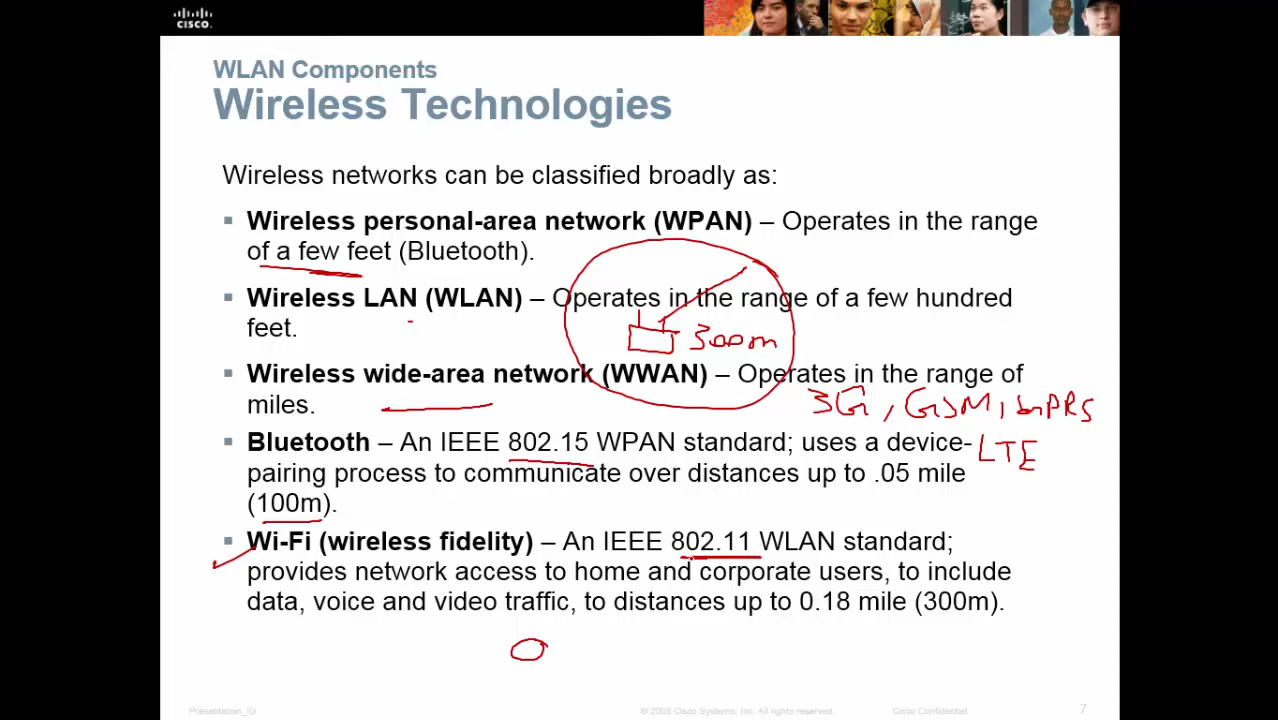 CISCO
WLAN Components
Wireless Technologies
Wireless networks can be classified broadly as:
▪ Wireless personal-area network (WPAN) – Operates in the range
of a few feet (Bluetooth).
▪ Wireless LAN (WLAN) – Operates in the range of a few hundred
feet.
300m
▪ Wireless wide-area network (WWAN) – Operates in the range of
miles.
3G, GSM, GPRS
LTE
▪ Bluetooth – An IEEE 802.15 WPAN standard; uses a device-
pairing process to communicate over distances up to .05 mile
(100m).
▪ Wi-Fi (wireless fidelity) – An IEEE 802.11 WLAN standard;
provides network access to home and corporate users, to include
data, voice and video traffic, to distances up to 0.18 mile (300m).
Presentation_ID
© 2008 Cisco Systems, Inc. All rights reserved.
Cisco Confidential
7